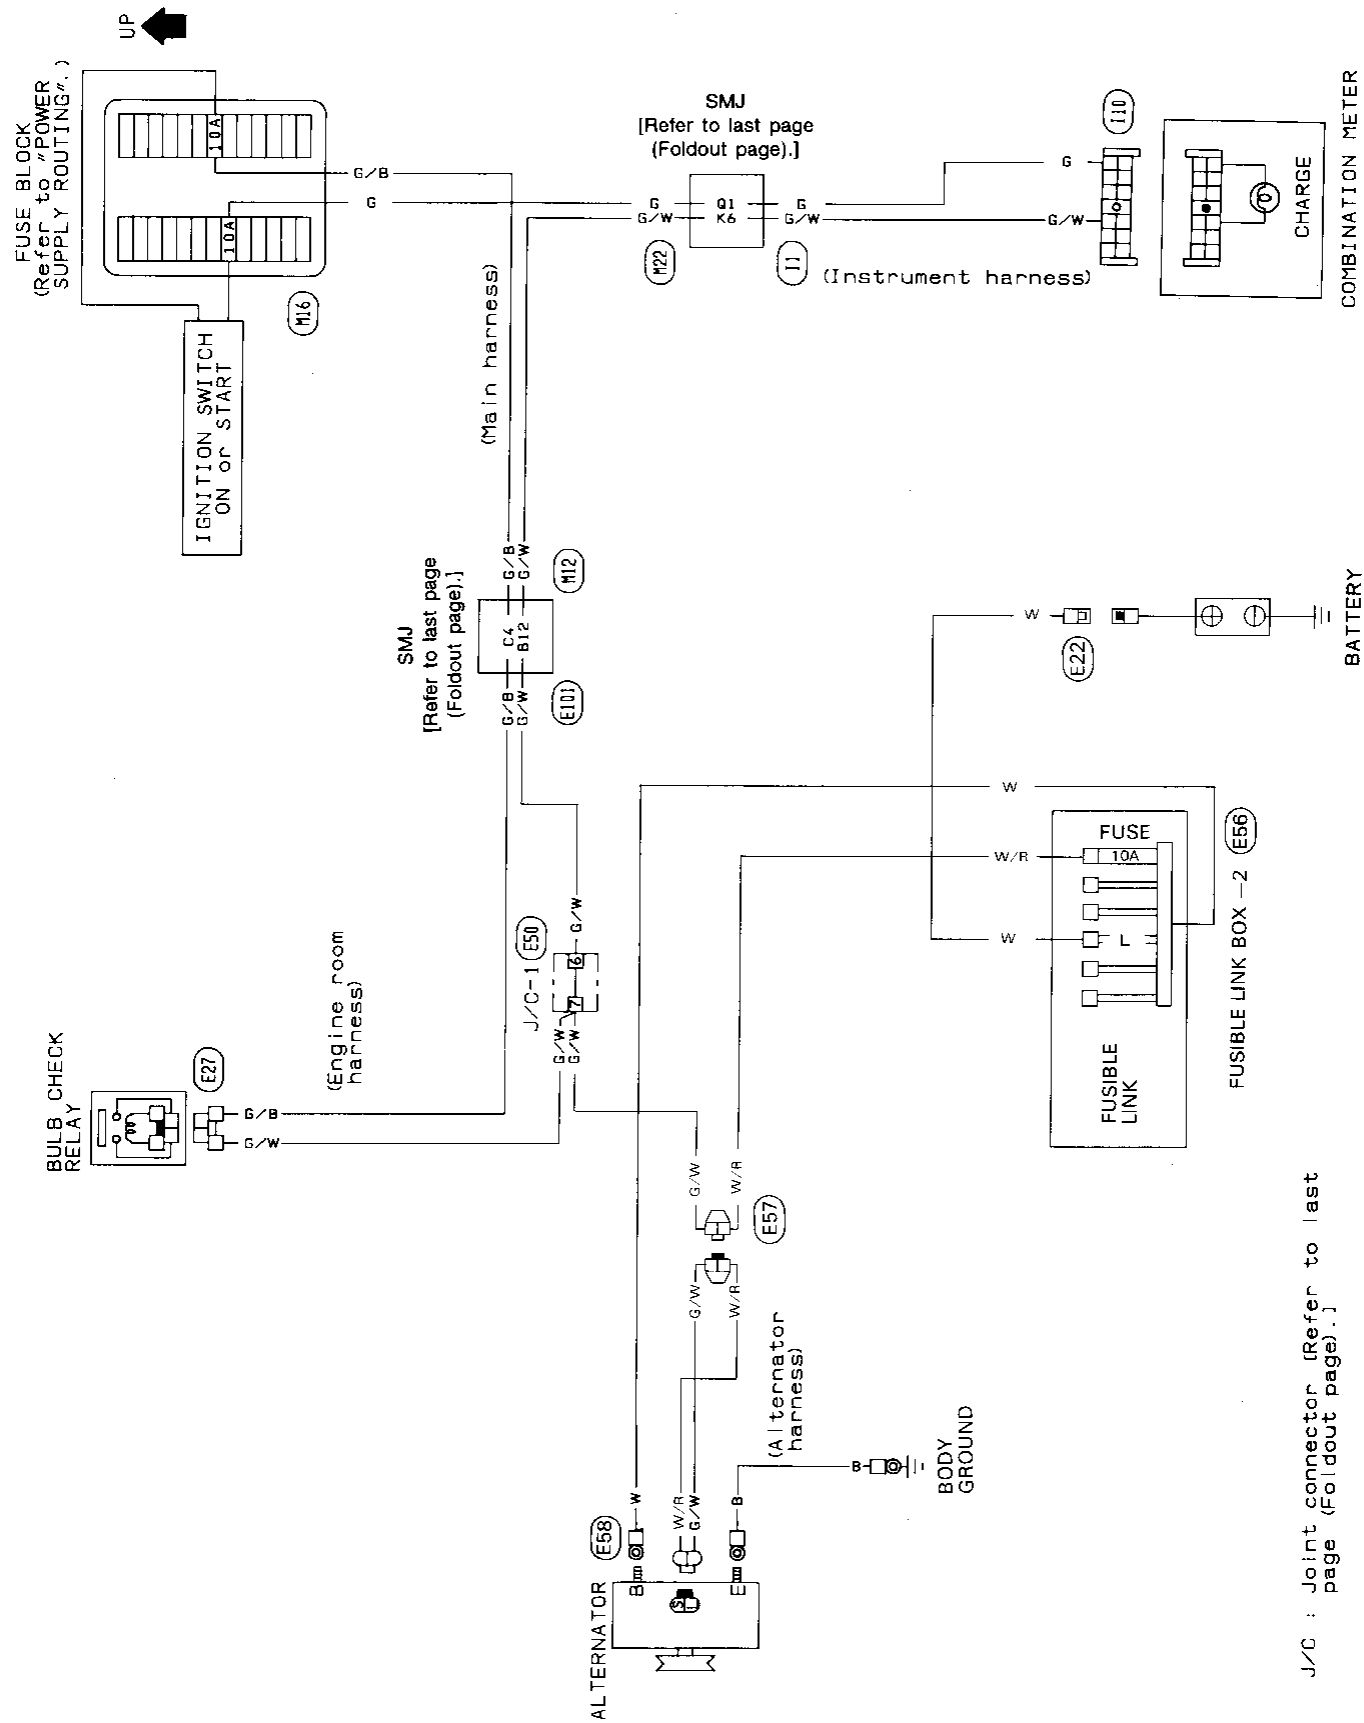 UP
FUSE BLOCK
(Refer to "POWER
SUPPLY ROUTING".)
10A
10A
M16
IGNITION SWITCH
ON or START
G/B
G
SMJ
[Refer to last page
(Foldout page).]
G
G/W
Q1
K6
G
G/W
M22
I1
(Instrument harness)
G
G/W
I10
CHARGE
COMBINATION METER
(Main harness)
SMJ
[Refer to last page
(Foldout page).]
G/B
G/W
M12
C4
B12
G/B
G/W
E101
W
E22
BATTERY
BULB CHECK
RELAY
E27
G/B
G/W
(Engine room
harness)
J/C-1
E50
G/W
6
7
G/W
G/W
W
W/R
W
FUSE
10A
L
FUSIBLE
LINK
FUSIBLE LINK BOX -2
E56
G/W
W/R
E57
G/W
W/R
(Alternator
harness)
ALTERNATOR
E58
B
W
S
L
W/R
G/W
E
B
B
BODY
GROUND
J/C : Joint connector [Refer to last
page (Foldout page).]